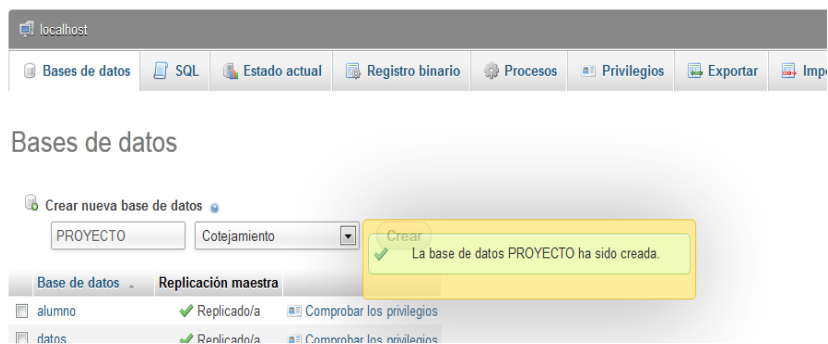 localhost
Bases de datos SQL Estado actual Registro binario Procesos Privilegios Exportar
Bases de datos
Crear nueva base de datos
PROYECTO Cotejamiento Crear
La base de datos PROYECTO ha sido creada.
Base de datos Replicación maestra
alumno Replicado/a Comprobar los privilegios
datos Replicado/a Comprobar los privilegios